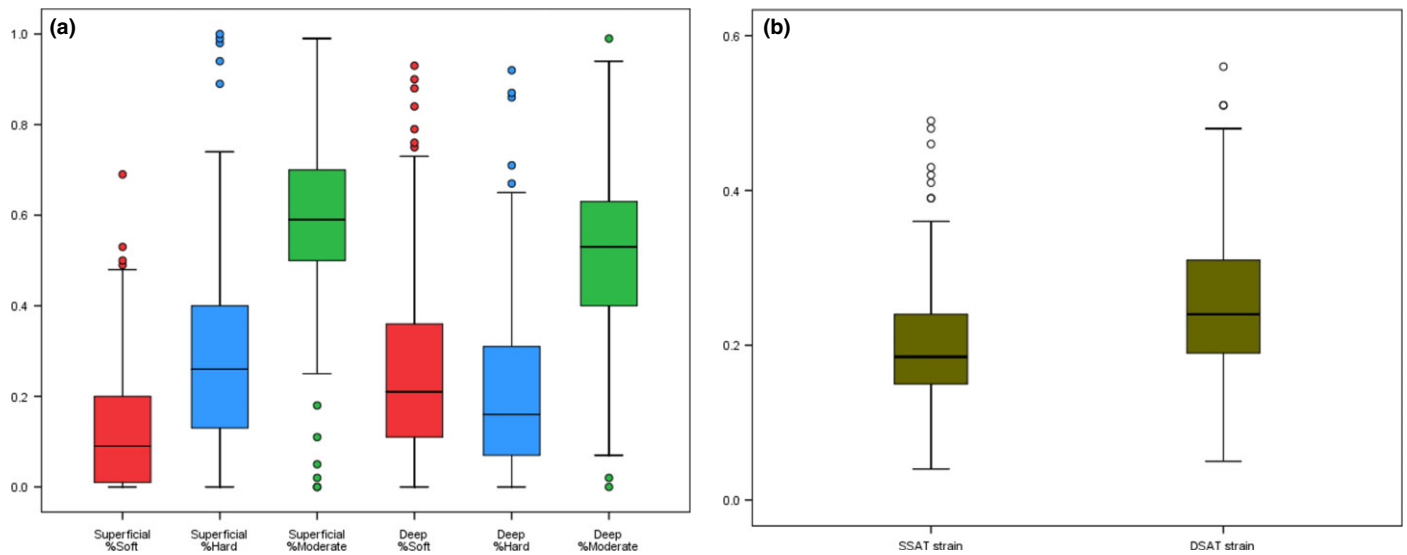 (a)
1.0
0.8
0.6
0.4
0.2
0.0
Superficial
%Soft
Superficial
%Hard
Superficial
%Moderate
Deep
%Soft
Deep
%Hard
Deep
%Moderate
(b)
0.6
0.4
0.2
0.0
SSAT strain
DSAT strain